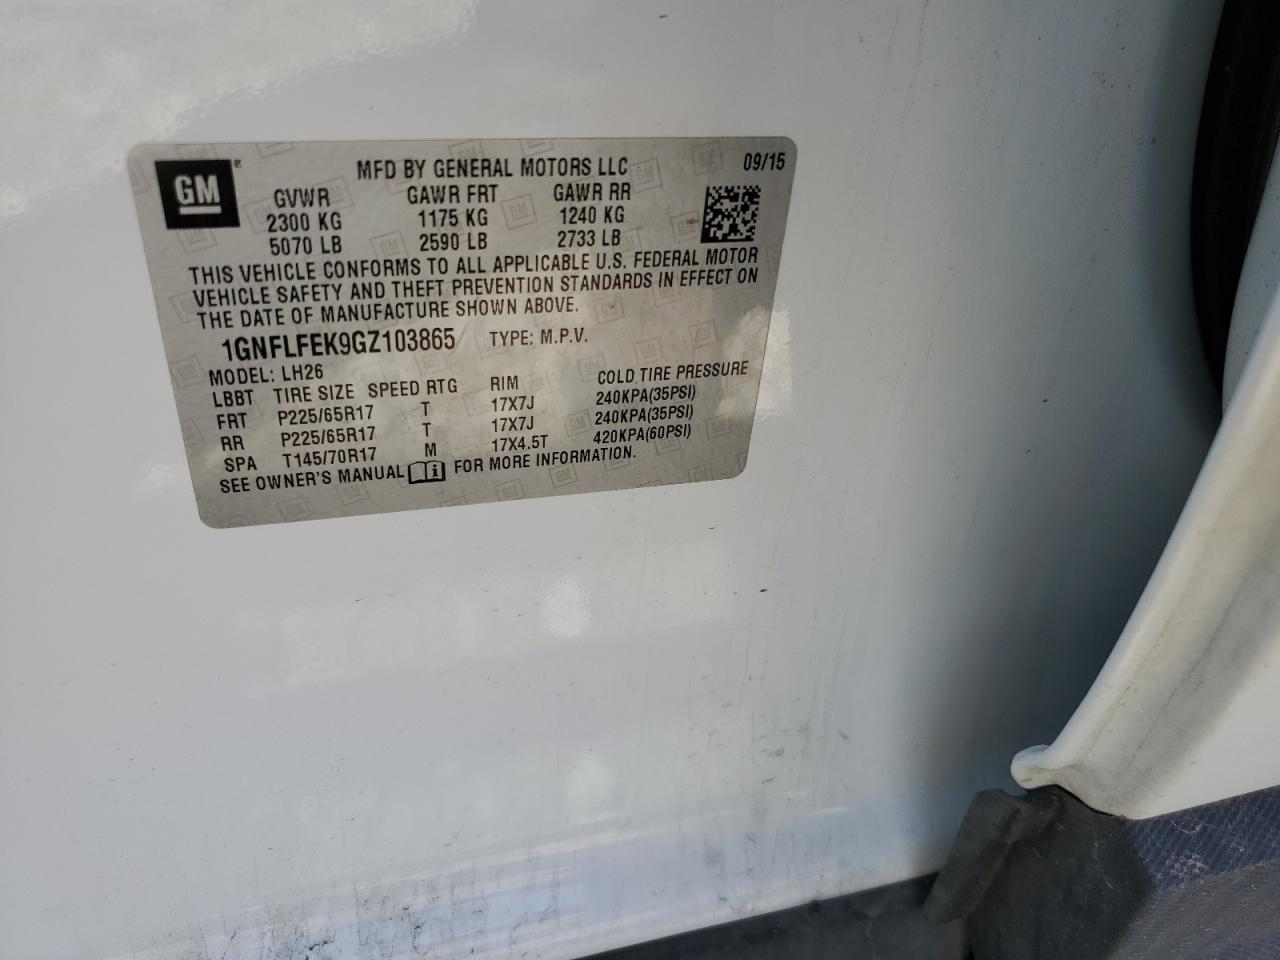 GM ® MFD BY GENERAL MOTORS LLC 09/15
GVWR GAWR FRT GAWR RR
2300 KG 1175 KG 1240 KG
5070 LB 2590 LB 2733 LB
THIS VEHICLE CONFORMS TO ALL APPLICABLE U.S. FEDERAL MOTOR
VEHICLE SAFETY AND THEFT PREVENTION STANDARDS IN EFFECT ON
THE DATE OF MANUFACTURE SHOWN ABOVE.
1GNFLFEK9GZ103865 TYPE: M.P.V.
MODEL: LH26
LBBT TIRE SIZE SPEED RTG RIM COLD TIRE PRESSURE
FRT P225/65R17 T 17X7J 240KPA(35PSI)
RR P225/65R17 T 17X7J 240KPA(35PSI)
SPA T145/70R17 M 17X4.5T 420KPA(60PSI)
SEE OWNER'S MANUAL FOR MORE INFORMATION.